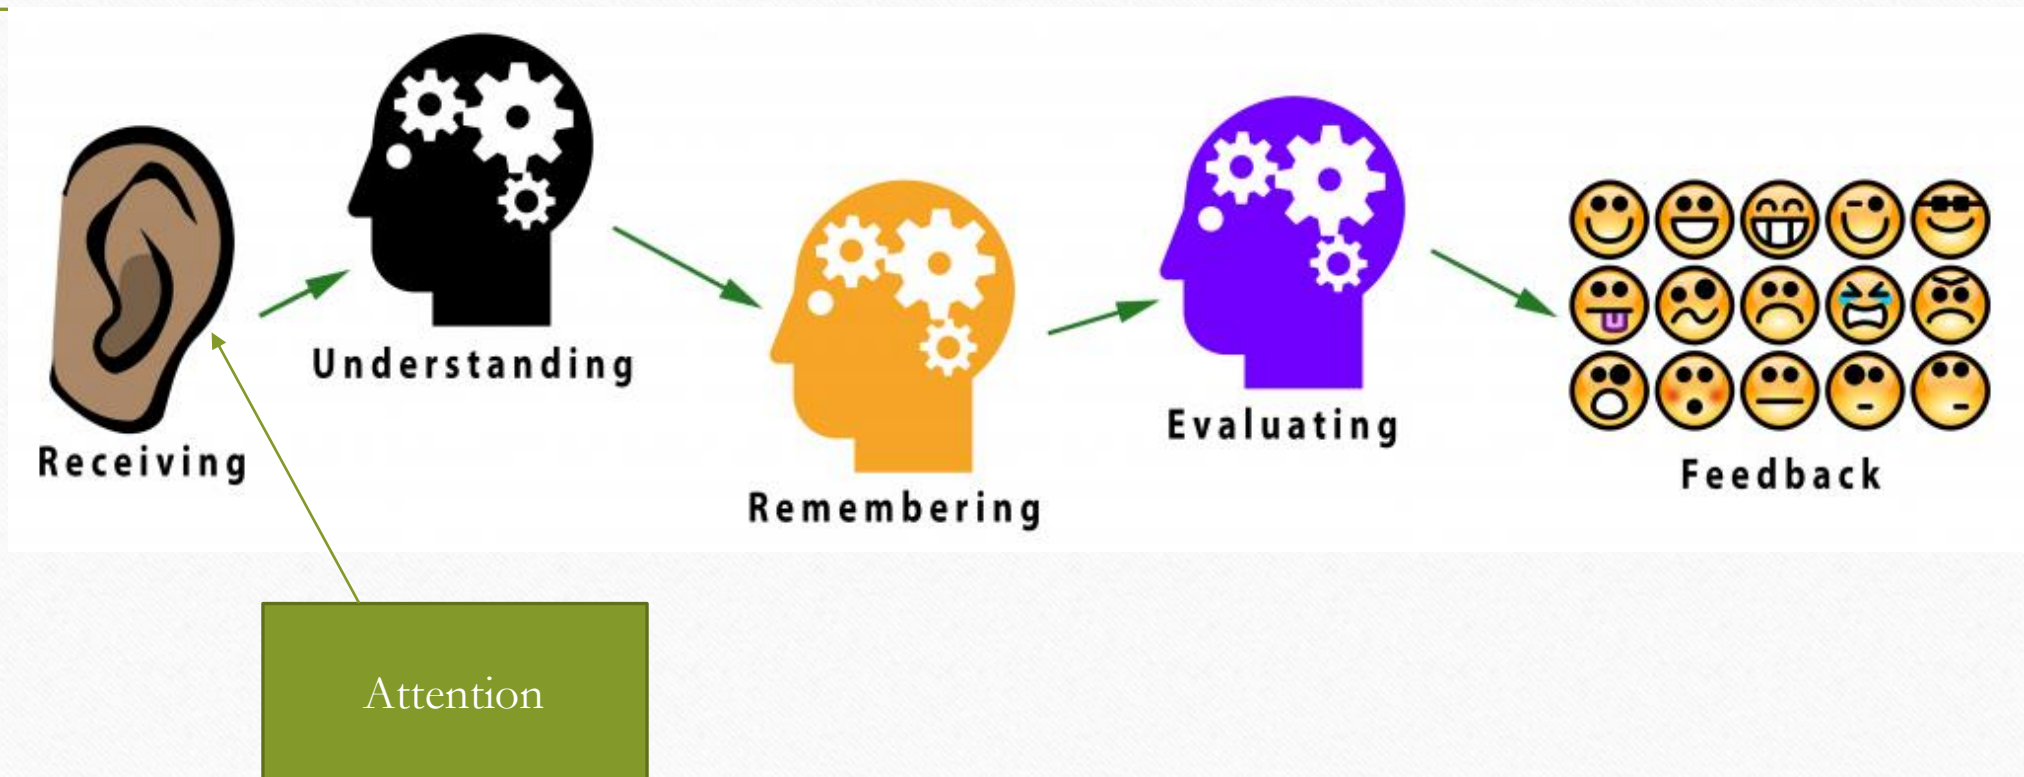 Receiving
Understanding
Remembering
Evaluating
Feedback
Attention